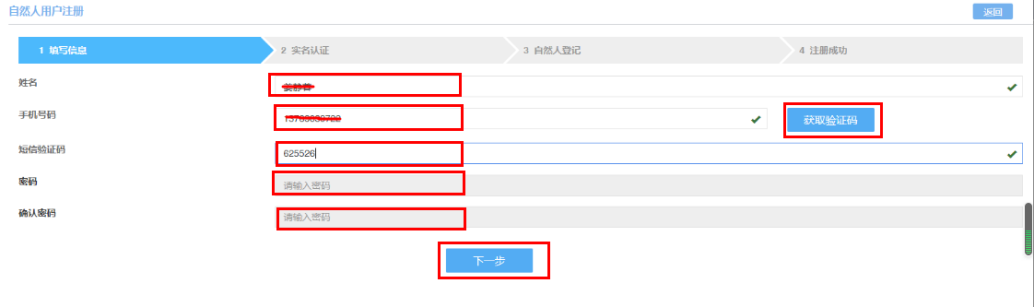 自然人用户注册 返回
1 填写信息 2 实名认证 3 自然人登记 4 注册成功
姓名
手机号码 获取验证码
短信验证码 625526
密码 请输入密码
确认密码 请输入密码
下一步